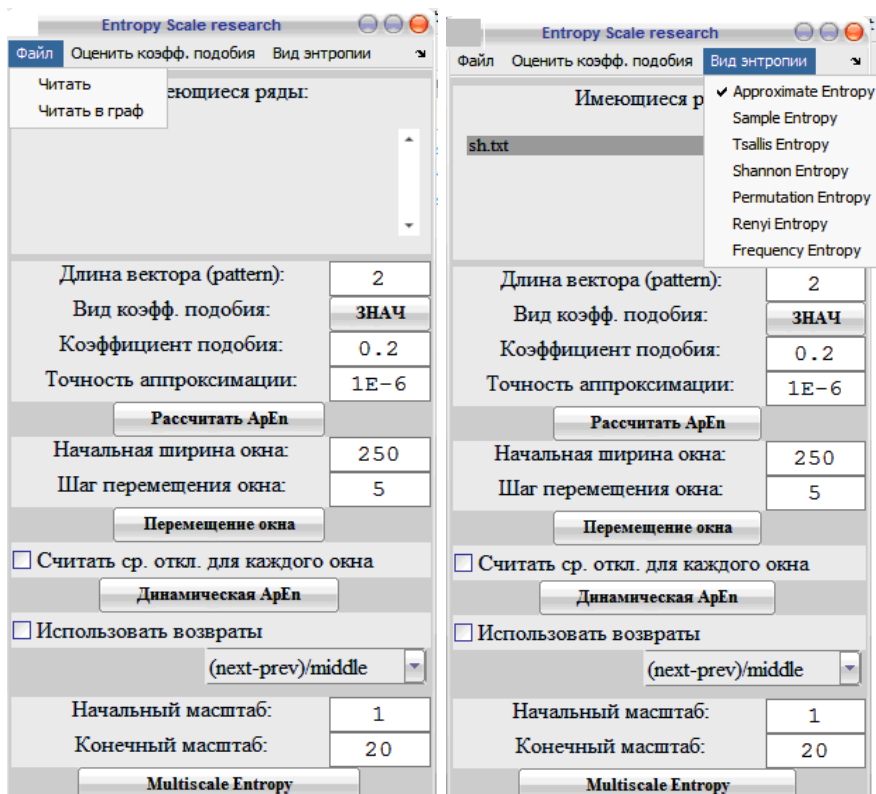 Entropy Scale research
Файл Оценить коэфф. подобия Вид энтропии
Читать
Читать в граф
еющиеся ряды:
Длина вектора (pattern):
2
Вид коэфф. подобия:
ЗНАЧ
Коэффициент подобия:
0.2
Точность аппроксимации:
1E-6
Рассчитать ApEn
Начальная ширина окна:
250
Шаг перемещения окна:
5
Перемещение окна
Считать ср. откл. для каждого окна
Динамическая ApEn
Использовать возвраты
(next-prev)/middle
Начальный масштаб:
1
Конечный масштаб:
20
Multiscale Entropy
Entropy Scale research
Файл Оценить коэфф. подобия Вид энтропии
Имеющиеся р
sh.txt
Approximate Entropy
Sample Entropy
Tsallis Entropy
Shannon Entropy
Permutation Entropy
Renyi Entropy
Frequency Entropy
Длина вектора (pattern):
2
Вид коэфф. подобия:
ЗНАЧ
Коэффициент подобия:
0.2
Точность аппроксимации:
1E-6
Рассчитать ApEn
Начальная ширина окна:
250
Шаг перемещения окна:
5
Перемещение окна
Считать ср. откл. для каждого окна
Динамическая ApEn
Использовать возвраты
(next-prev)/middle
Начальный масштаб:
1
Конечный масштаб:
20
Multiscale Entropy